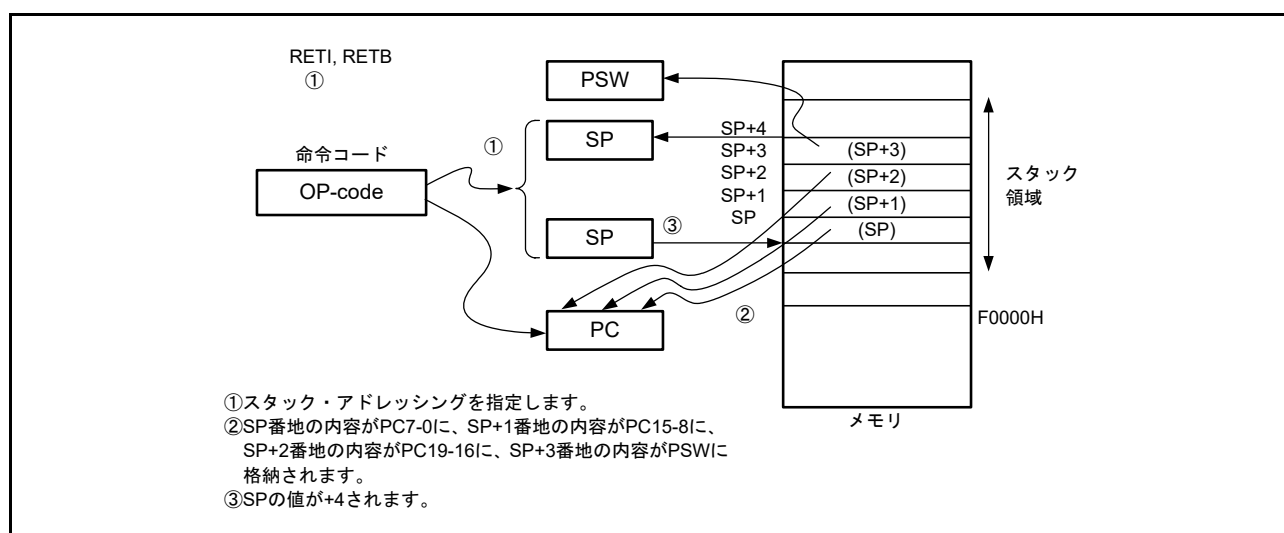 RETI, RETB
①
命令コード
OP-code
①
PSW
SP
SP
③
PC
②
SP+4
SP+3
SP+2
SP+1
SP
(SP+3)
(SP+2)
(SP+1)
(SP)
スタック
領域
F0000H
メモリ
①スタック・アドレッシングを指定します。
②SP番地の内容がPC7-0に、SP+1番地の内容がPC15-8に、
SP+2番地の内容がPC19-16に、SP+3番地の内容がPSWに
格納されます。
③SPの値が+4されます。